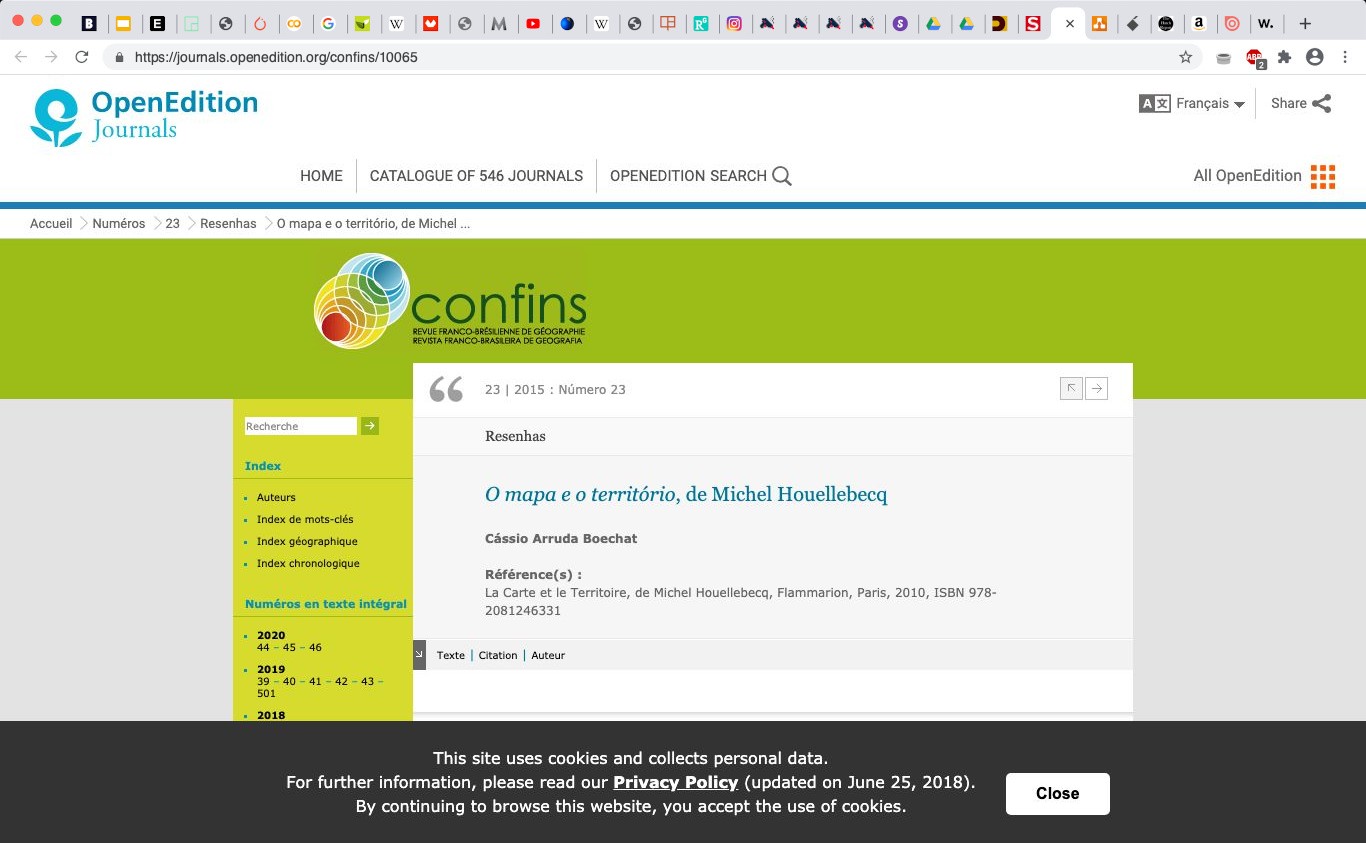 https://journals.openedition.org/confins/10065
ABP
2
OpenEdition
Journals
A文 Français
Share
HOME
CATALOGUE OF 546 JOURNALS
OPENEDITION SEARCH
All OpenEdition
Accueil
Numéros
23
Resenhas
O mapa e o território, de Michel ...
confins
REVUE FRANCO-BRÉSILIENNE DE GÉOGRAPHIE
REVISTA FRANCO-BRASILEIRA DE GEOGRAFIA
23 | 2015 : Número 23
Resenhas
O mapa e o território, de Michel Houellebecq
Cássio Arruda Boechat
Référence(s) :
La Carte et le Territoire, de Michel Houellebecq, Flammarion, Paris, 2010, ISBN 978-
2081246331
Texte | Citation | Auteur
Recherche
Index
Auteurs
Index de mots-clés
Index géographique
Index chronologique
Numéros en texte intégral
2020
44 – 45 – 46
2019
39 – 40 – 41 – 42 – 43 –
501
2018
This site uses cookies and collects personal data.
For further information, please read our Privacy Policy (updated on June 25, 2018).
By continuing to browse this website, you accept the use of cookies.
Close